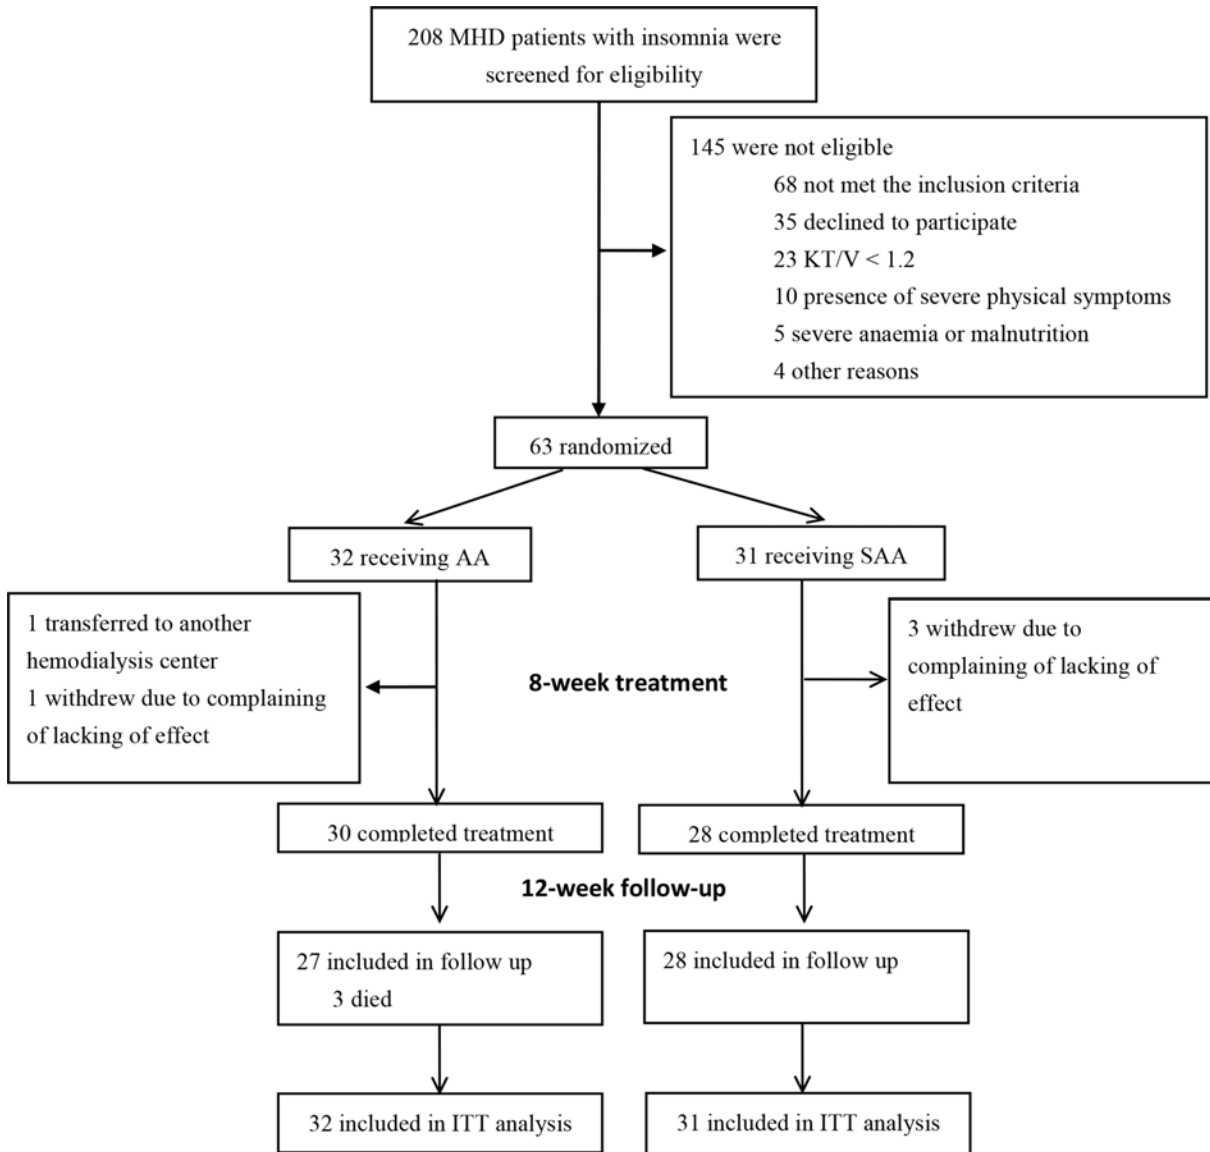 208 MHD patients with insomnia were
screened for eligibility
145 were not eligible
68 not met the inclusion criteria
35 declined to participate
23 KT/V < 1.2
10 presence of severe physical symptoms
5 severe anaemia or malnutrition
4 other reasons
63 randomized
32 receiving AA
31 receiving SAA
1 transferred to another
hemodialysis center
1 withdrew due to complaining
of lacking of effect
8-week treatment
3 withdrew due to
complaining of lacking of
effect
30 completed treatment
28 completed treatment
12-week follow-up
27 included in follow up
3 died
28 included in follow up
32 included in ITT analysis
31 included in ITT analysis